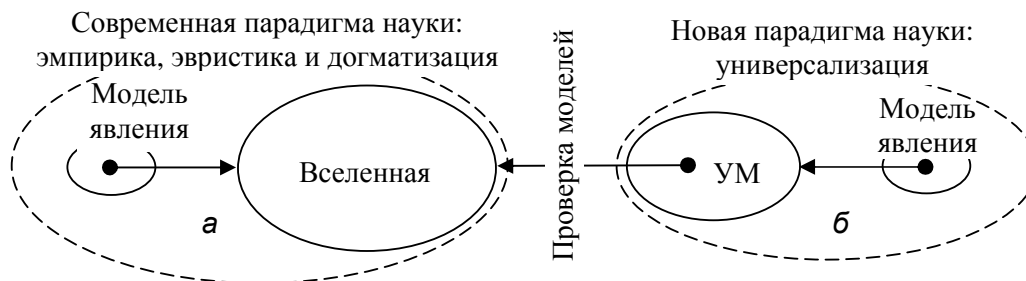 Современная парадигма науки:
эмпирика, эвристика и догматизация
Модель
явления
Вселенная
а
Проверка моделей
Новая парадигма науки:
универсализация
Модель
явления
УМ
б